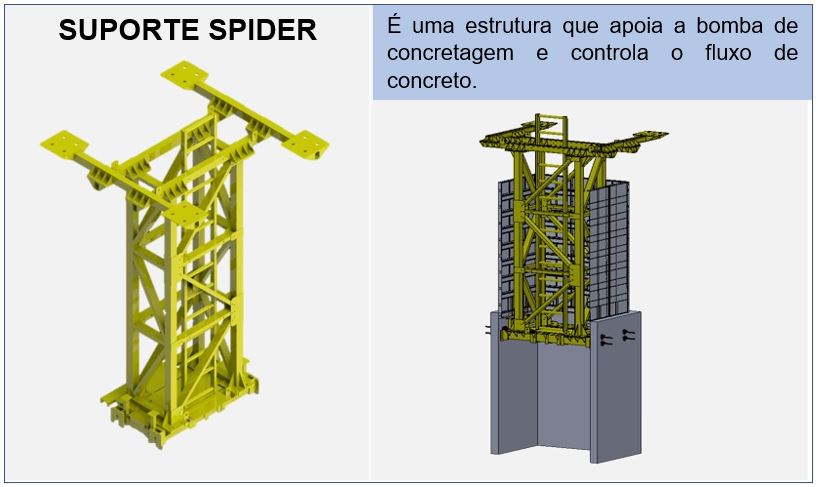 SUPORTE SPIDER
É uma estrutura que apoia a bomba de
concretagem e controla o fluxo de
concreto.